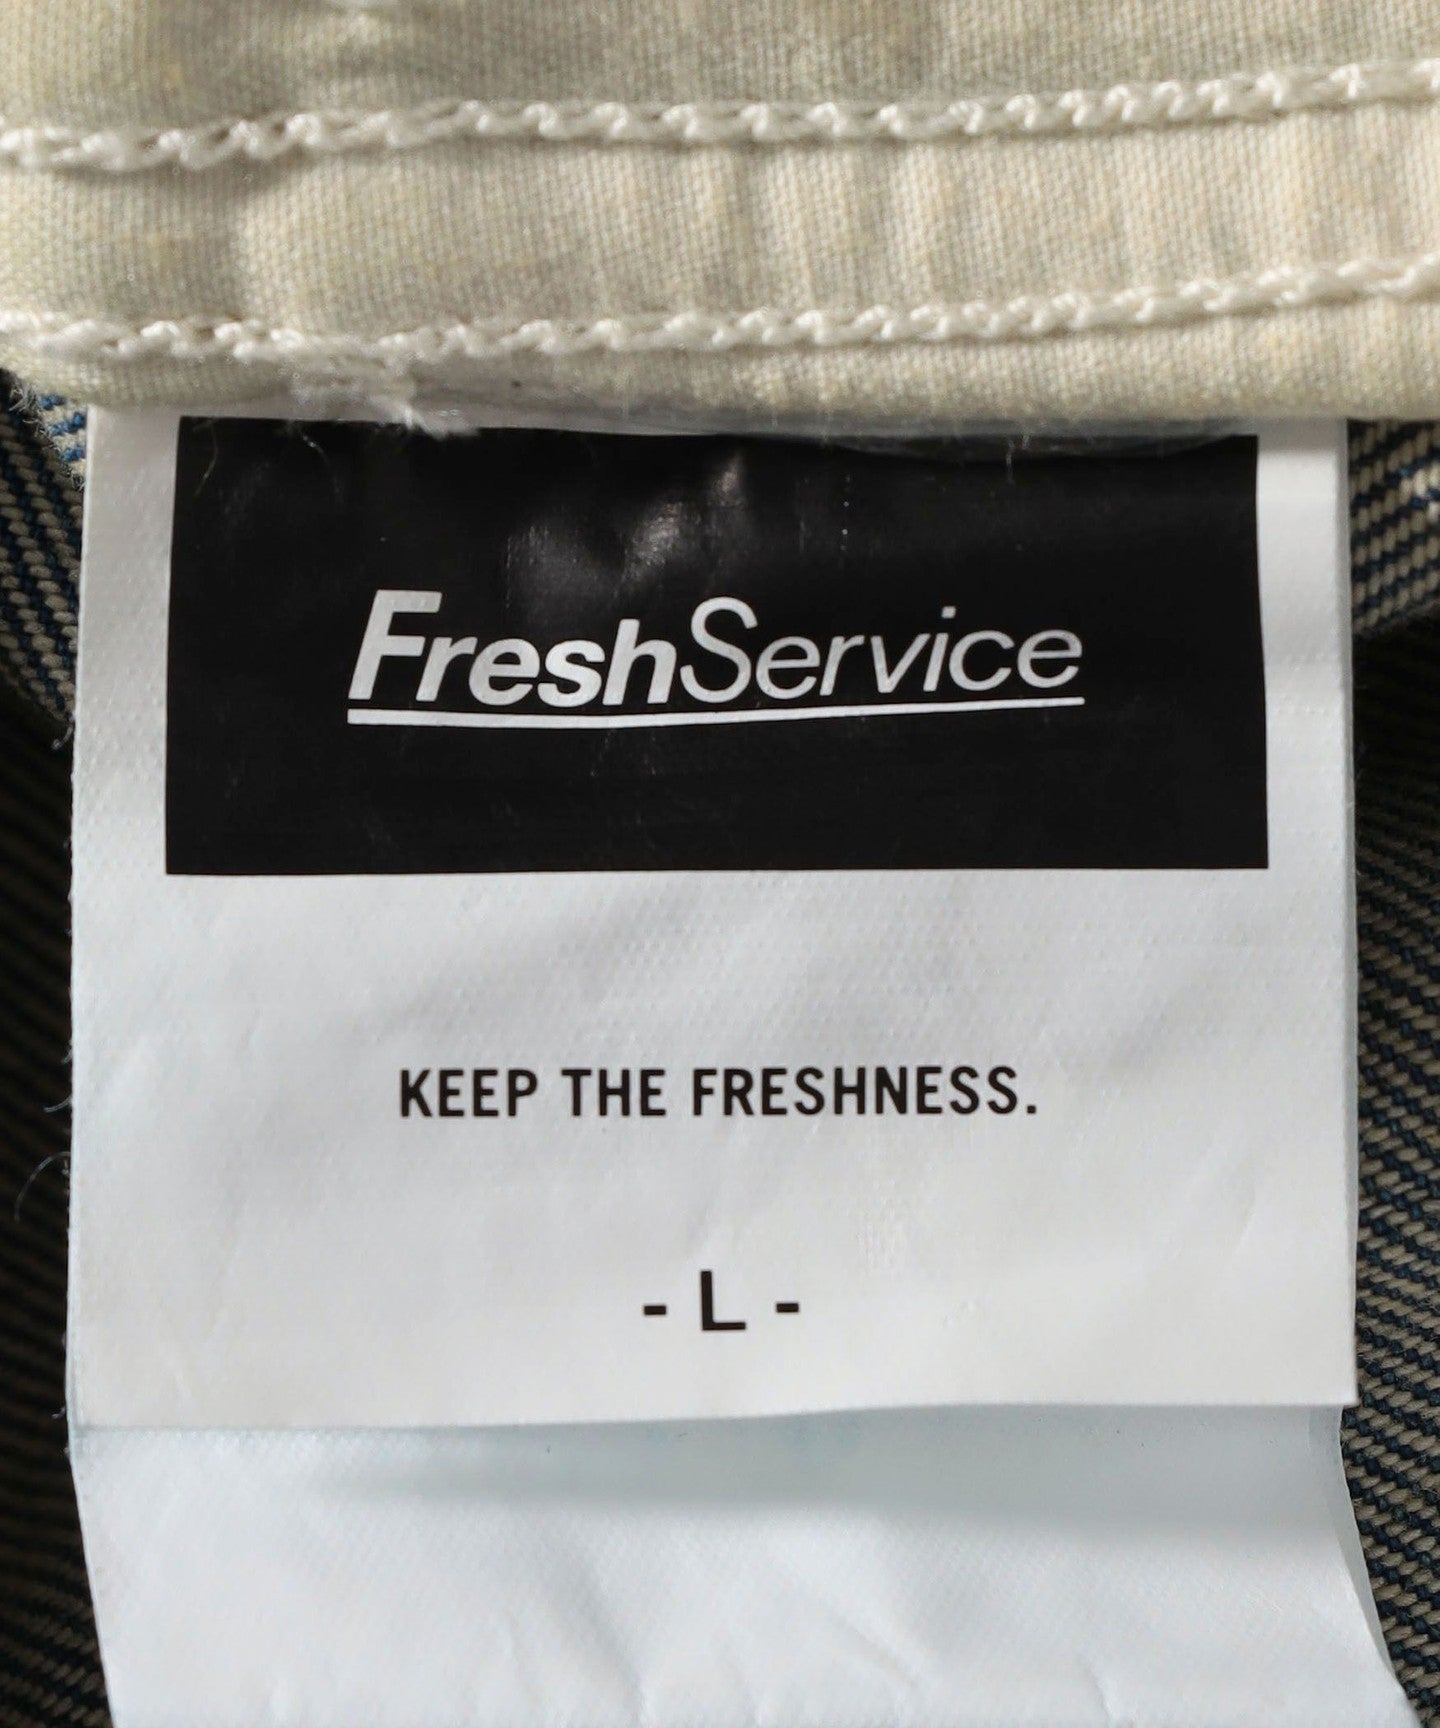 FreshService
KEEP THE FRESHNESS.
- L -